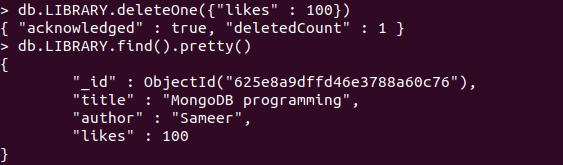 > db.LIBRARY.deleteOne({"likes" : 100})
{ "acknowledged" : true, "deletedCount" : 1 }
> db.LIBRARY.find().pretty()
{
        "_id" : ObjectId("625e8a9dffd46e3788a60c76"),
        "title" : "MongoDB programming",
        "author" : "Sameer",
        "likes" : 100
}